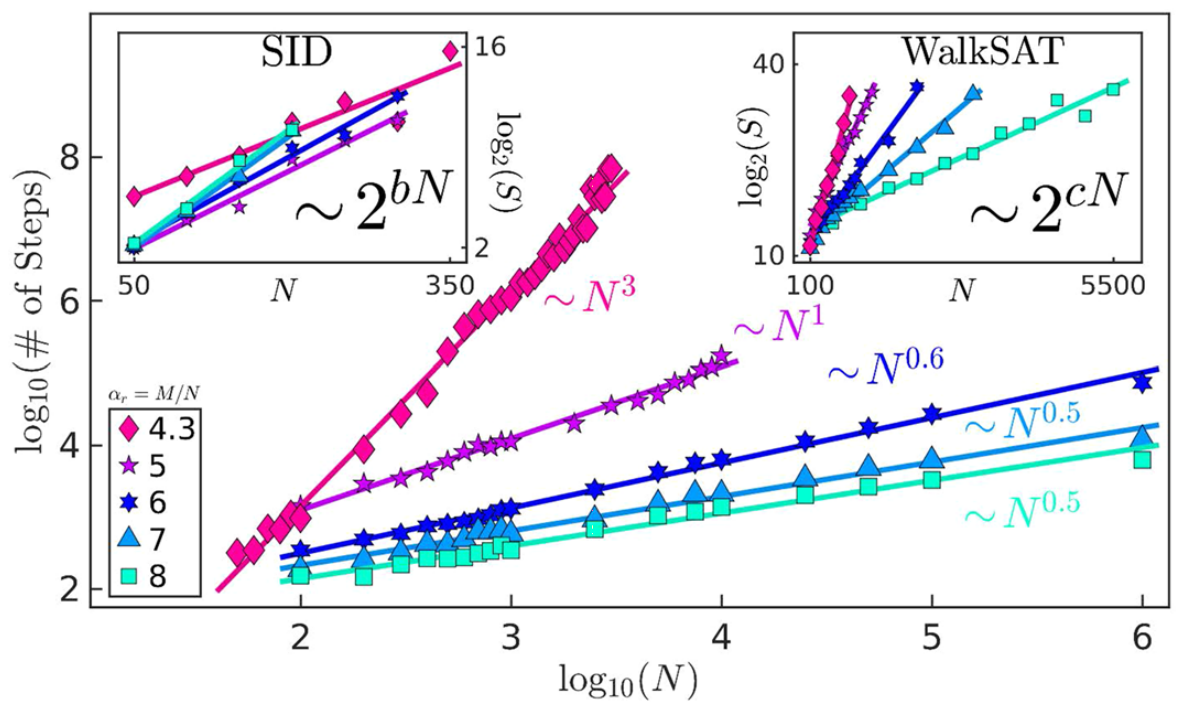 SID
16
log₂(S)
2
50
N
350
~2^{bN}
WalkSAT
40
log₂(S)
10
100
N
5500
~2^{cN}
log₁₀(# of Steps)
8
6
4
2
~N³
~N¹
~N^{0.6}
~N^{0.5}
~N^{0.5}
αᵣ = M/N
4.3
5
6
7
8
2
3
4
5
6
log₁₀(N)